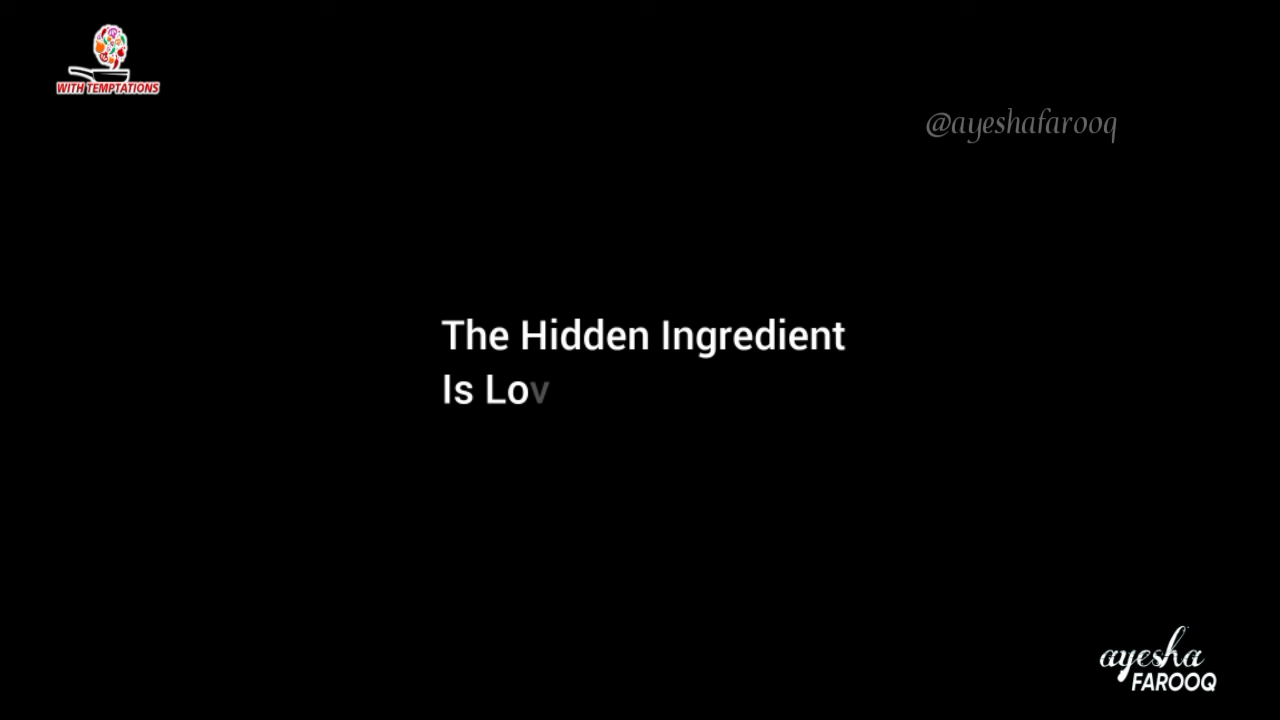 WITH TEMPTATIONS
@ayeshafarooq
The Hidden Ingredient
Is Lov
ayesha
FAROOQ